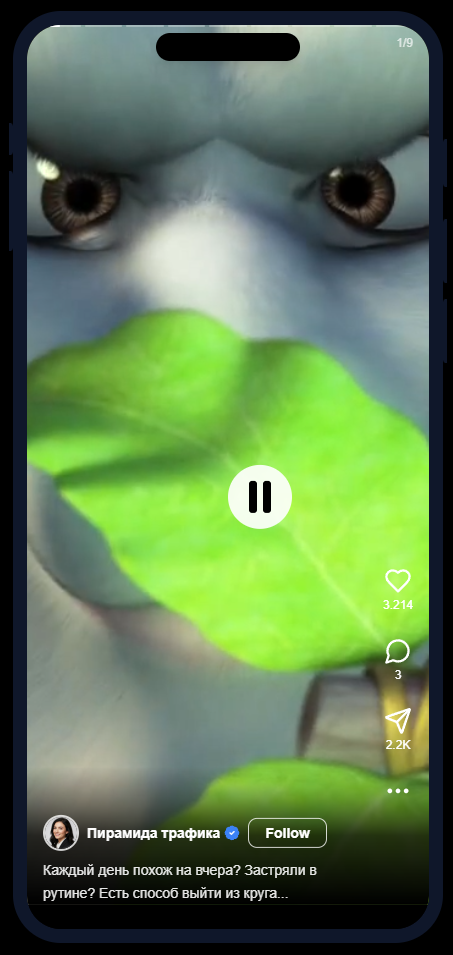 1/9
3.214
3
2.2K
Пирамида трафика
Follow
Каждый день похож на вчера? Застряли в
рутине? Есть способ выйти из круга...